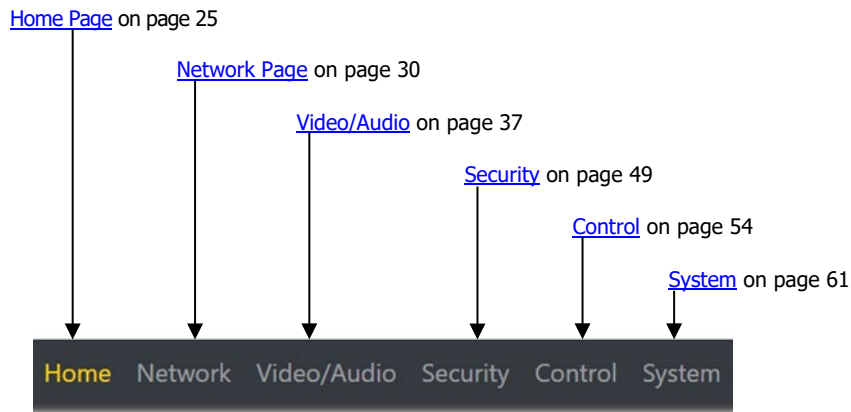 Home Page on page 25
Network Page on page 30
Video/Audio on page 37
Security on page 49
Control on page 54
System on page 61
Home Network Video/Audio Security Control System